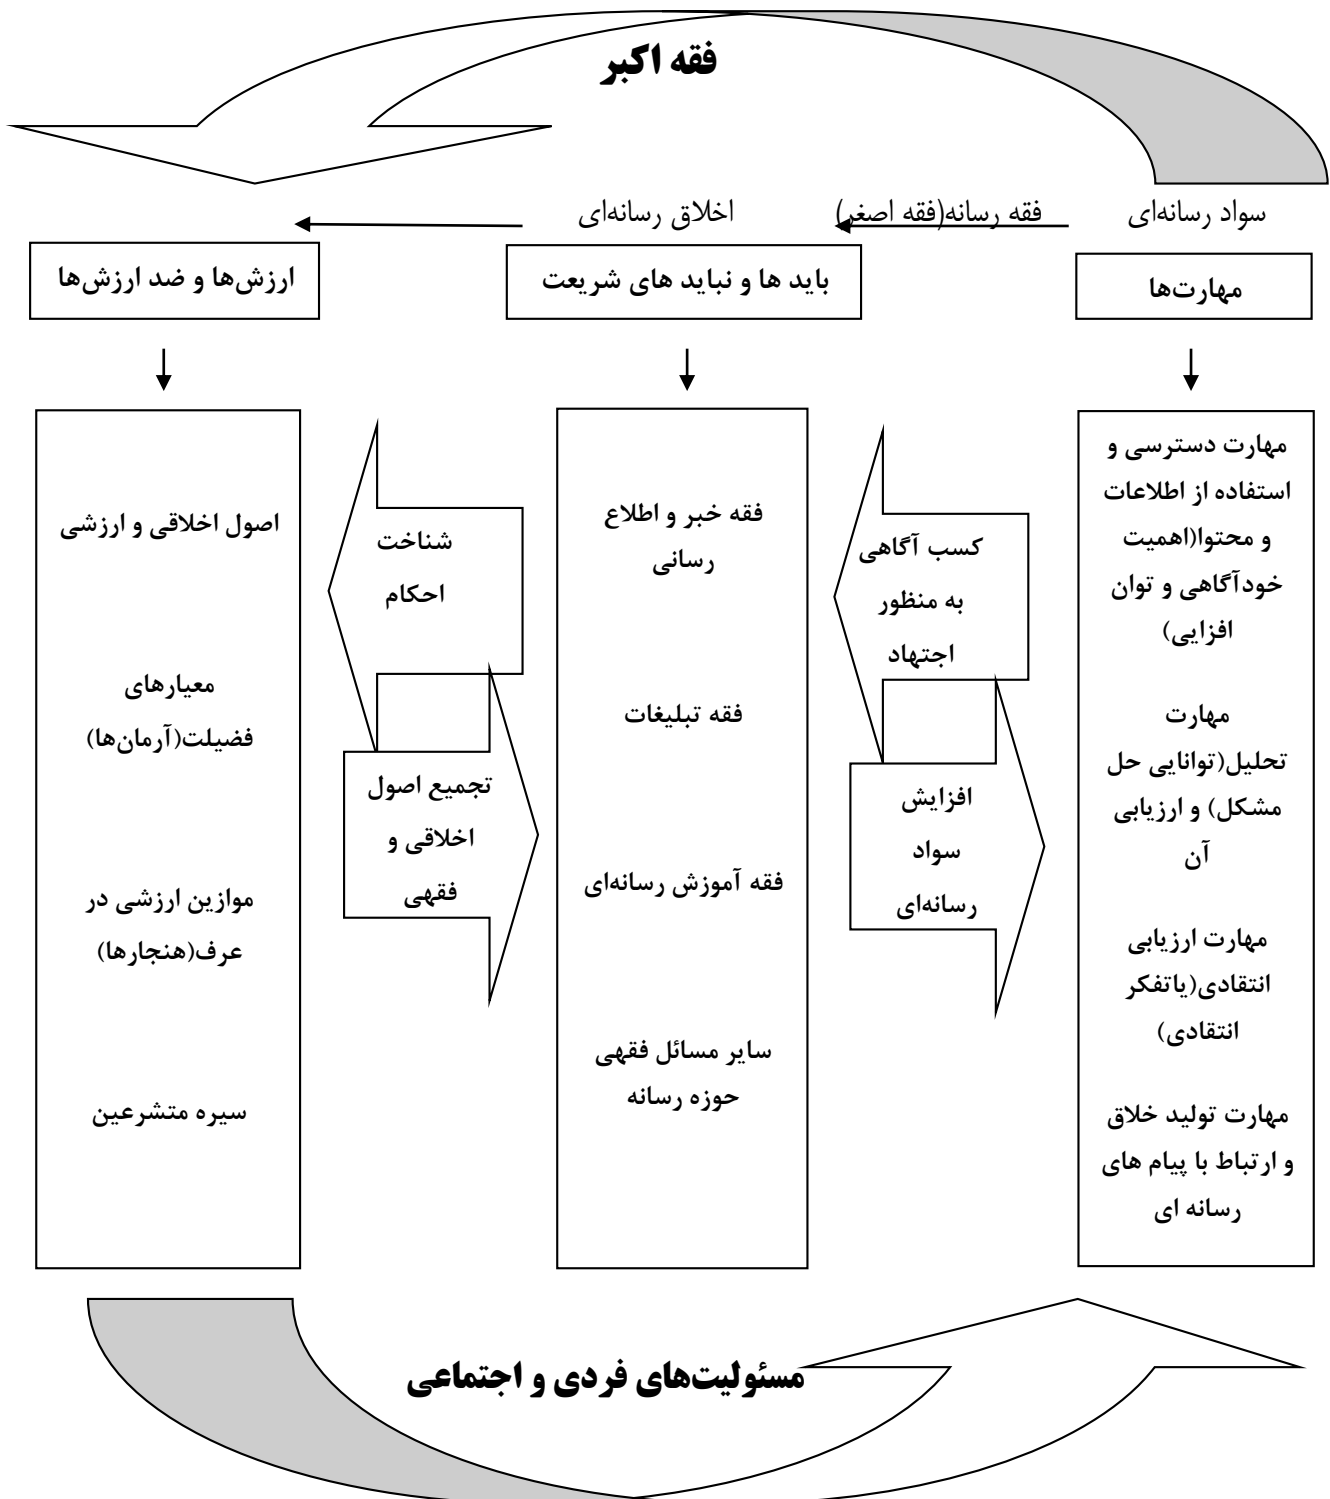 فقه اکبر
سواد رسانه‌ای
فقه رسانه(فقه اصغر)
اخلاق رسانه‌ای
مهارت‌ها
باید ها و نباید های شریعت
ارزش‌ها و ضد ارزش‌ها
مهارت دسترسی و
استفاده از اطلاعات
و محتوا(اهمیت
خودآگاهی و توان
افزایی)
مهارت
تحلیل(توانایی حل
مشکل) و ارزیابی
آن
مهارت ارزیابی
انتقادی(یاتفکر
انتقادی)
مهارت تولید خلاق
و ارتباط با پیام های
رسانه ای
کسب آگاهی
به منظور
اجتهاد
افزایش
سواد
رسانه‌ای
فقه خبر و اطلاع
رسانی
فقه تبلیغات
فقه آموزش رسانه‌ای
سایر مسائل فقهی
حوزه رسانه
شناخت
احکام
تجمیع اصول
اخلاقی و
فقهی
اصول اخلاقی و ارزشی
معیارهای
فضیلت(آرمان‌ها)
موازین ارزشی در
عرف(هنجارها)
سیره متشرعین
مسئولیت‌های فردی و اجتماعی